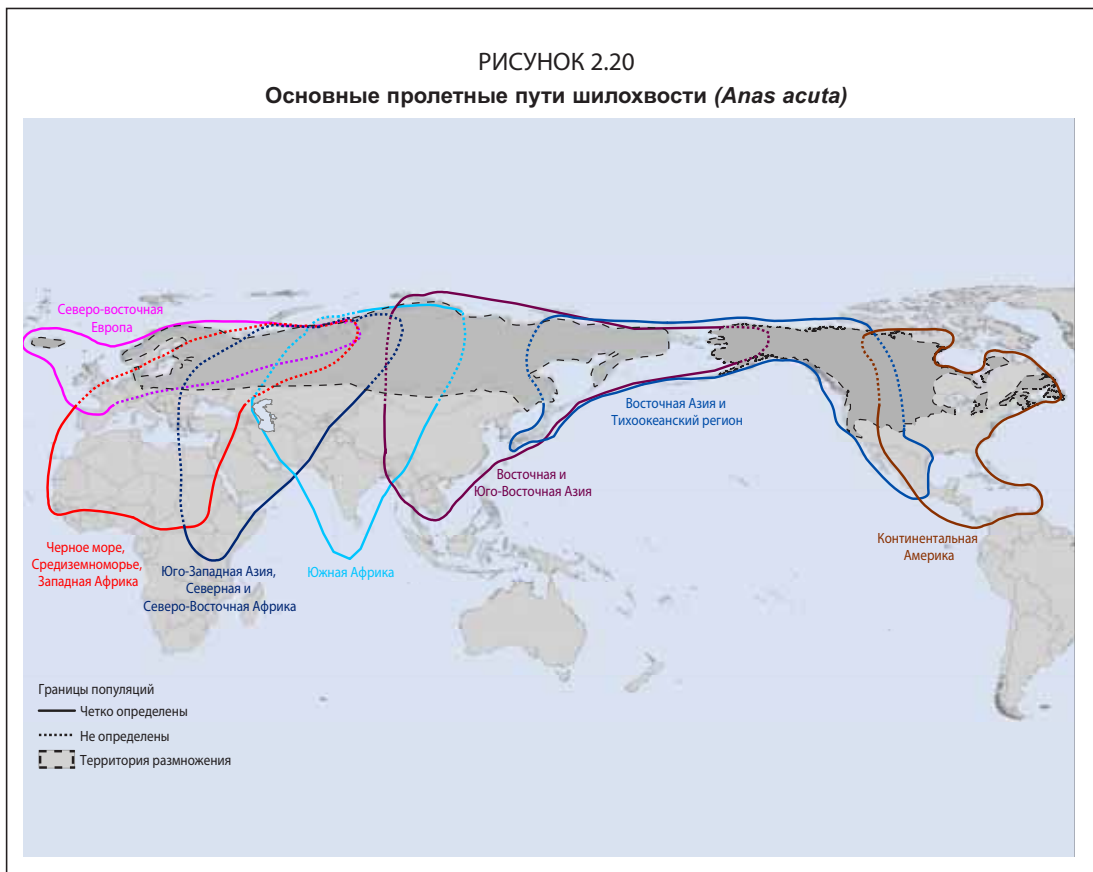 РИСУНОК 2.20
Основные пролетные пути шилохвости (Anas acuta)
Северо-восточная
Европа
Восточная Азия и
Тихоокеанский регион
Восточная и
Юго-Восточная Азия
Континентальная
Америка
Черное море,
Средиземноморье,
Западная Африка
Юго-Западная Азия,
Северная и
Северо-Восточная Африка
Южная Африка
Границы популяций
Четко определены
Не определены
Территория размножения